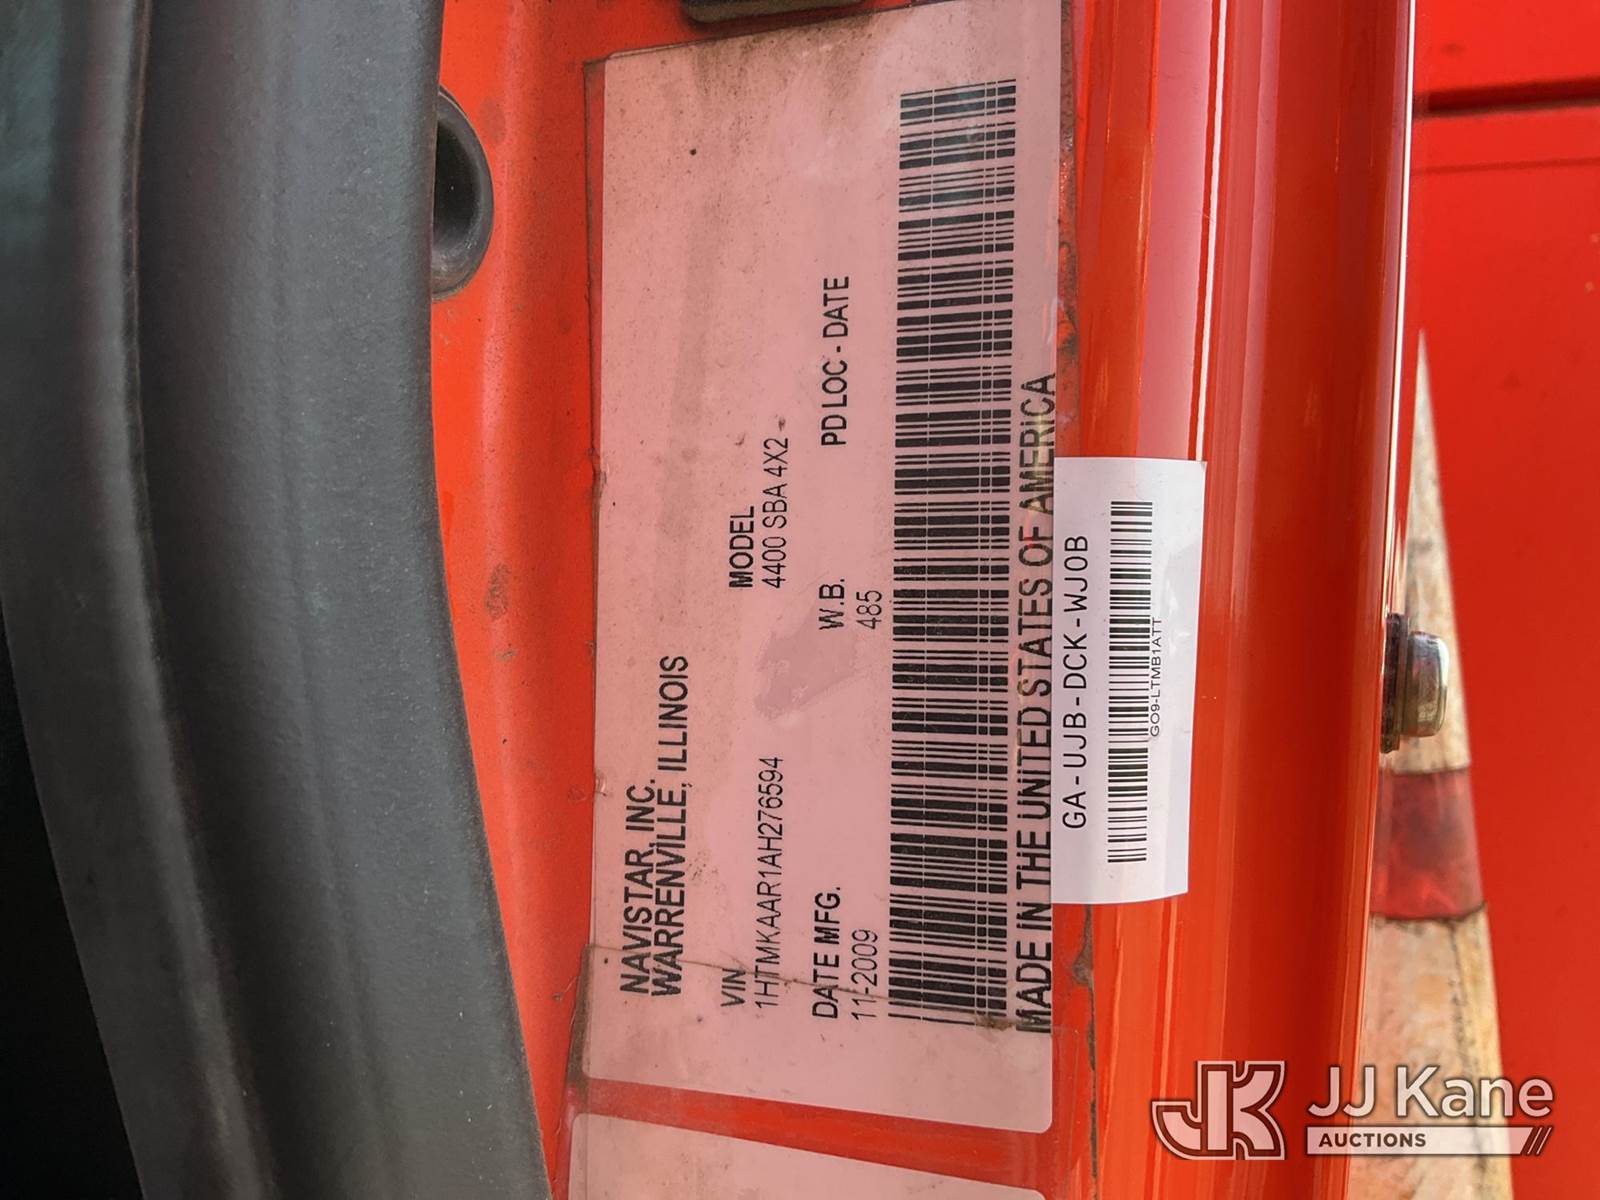 NAVISTAR, INC.
WARRENVILLE, ILLINOIS
VIN
1HTMKAAR1AH276594
MODEL
4400 SBA 4X2
DATE MFG.
11-2009
W.B.
485
PD LOC - DATE
MADE IN THE UNITED STATES OF AMERICA
GA-UJB-DCK-WJ0B
GO9-LTMB1ATT
JK
JJ Kane
AUCTIONS